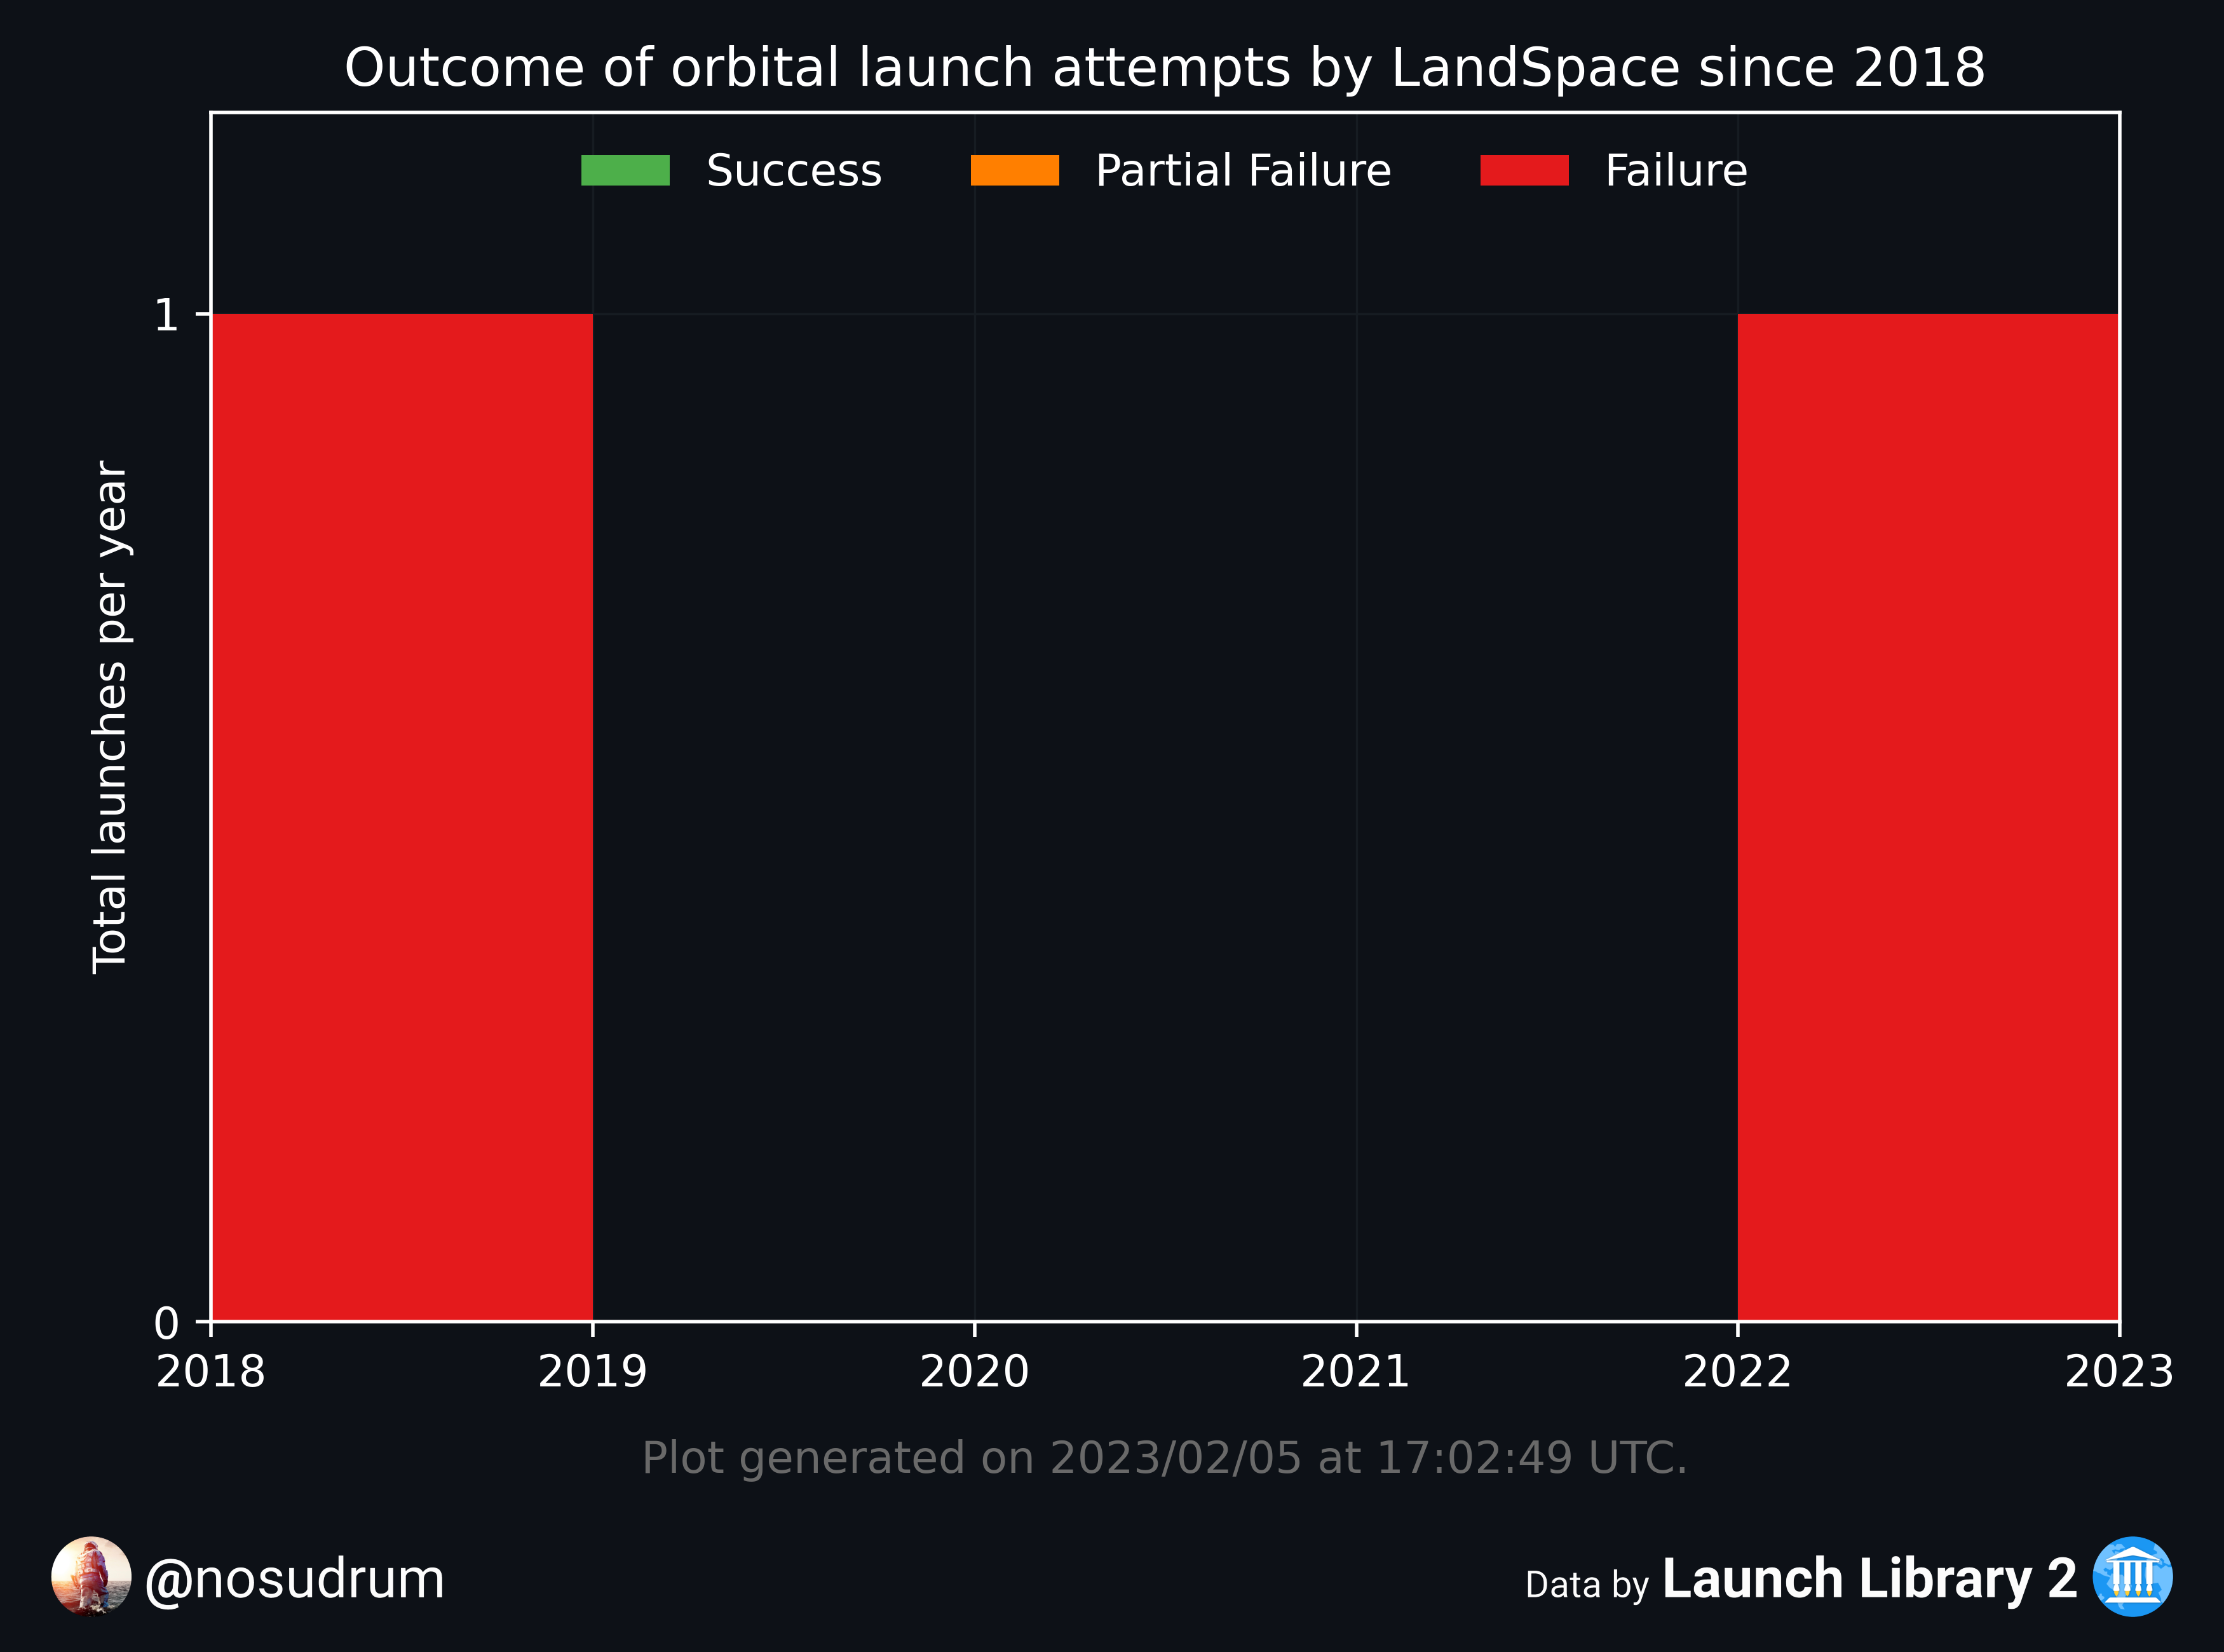 Outcome of orbital launch attempts by LandSpace since 2018
Success Partial Failure Failure
Total launches per year
1
0
2018 2019 2020 2021 2022 2023
Plot generated on 2023/02/05 at 17:02:49 UTC.
@nosudrum
Data by Launch Library 2